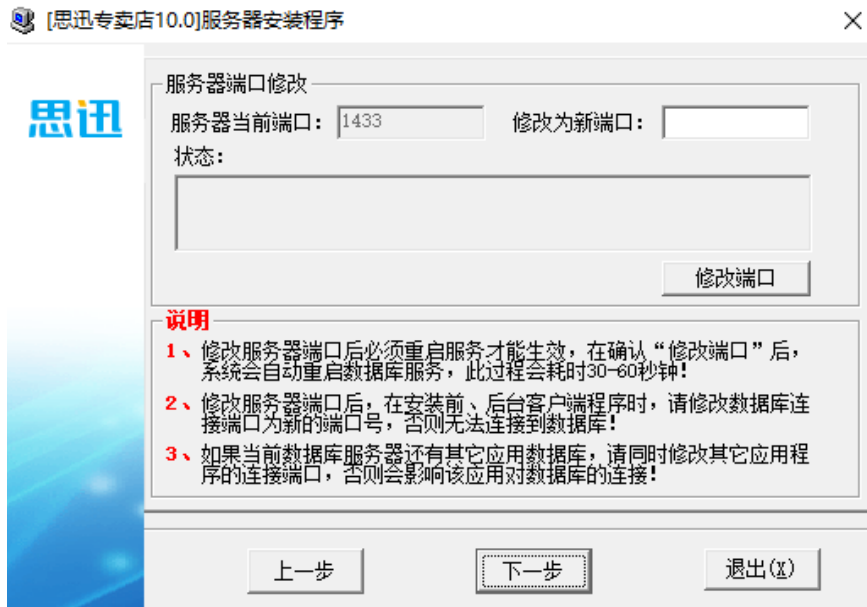 [思迅专卖店10.0]服务器安装程序
思迅
服务器端口修改
服务器当前端口： 1433 修改为新端口：
状态：
修改端口
说明
1、修改服务器端口后必须重启服务才能生效，在确认“修改端口”后，
系统会自动重启数据库服务，此过程会耗时30-60秒钟！
2、修改服务器端口后，在安装前、后台客户端程序时，请修改数据库连
接端口为新的端口号，否则无法连接到数据库！
3、如果当前数据库服务器还有其它应用数据库，请同时修改其它应用程
序的连接端口，否则会影响该应用对数据库的连接！
上一步 下一步 退出(X)